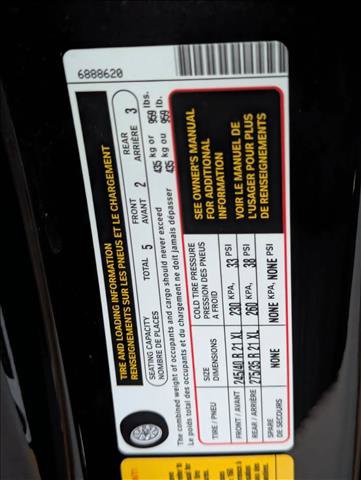 6888620
TIRE AND LOADING INFORMATION
RENSEIGNEMENTS SUR LES PNEUS ET LE CHARGEMENT
SEATING CAPACITY
NOMBRE DE PLACES
TOTAL 5
FRONT
AVANT 2
REAR
ARRIÈRE 3
The combined weight of occupants and cargo should never exceed 435 kg or 959 lbs.
Le poids total des occupants et du chargement ne doit jamais dépasser 435 kg ou 959 lb.
TIRE / PNEU
SIZE
DIMENSIONS
COLD TIRE PRESSURE
PRESSION DES PNEUS
A FROID
FRONT / AVANT 245/40 R 21 XL 230 KPA, 33 PSI
REAR / ARRIÈRE 275/35 R 21 XL 260 KPA, 38 PSI
SPARE
DE SECOURS
NONE NONE KPA, NONE PSI
SEE OWNER'S MANUAL
FOR ADDITIONAL
INFORMATION
VOIR LE MANUEL DE
L'USAGER POUR PLUS
DE RENSEIGNEMENTS